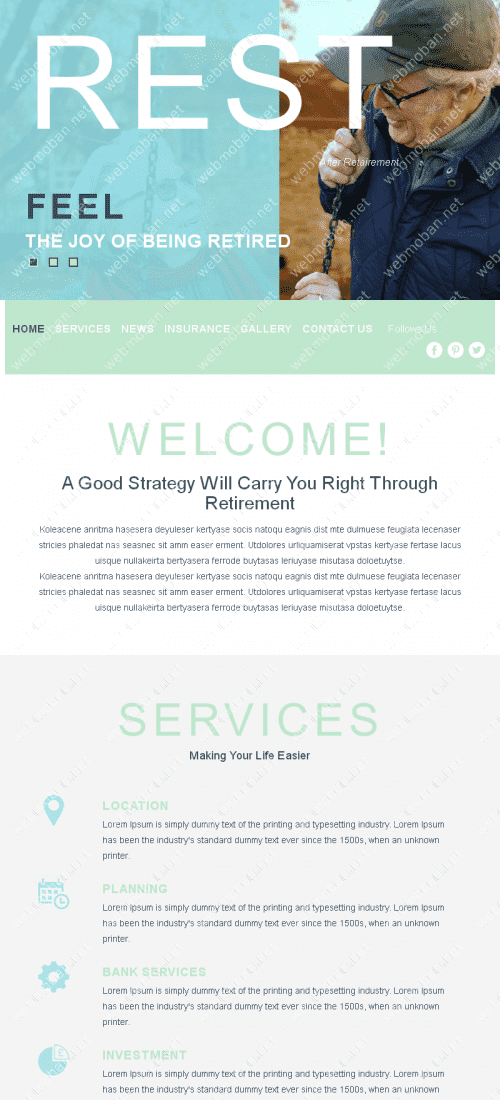 REST
After Retairement
FEEL
THE JOY OF BEING RETIRED
HOME SERVICES NEWS INSURANCE GALLERY CONTACT US Follow Us
WELCOME!
A Good Strategy Will Carry You Right Through
Retirement
Koleacene anritma hasesera deyuleser kertyase socis natoqu eagnis dist mte dulmuese feugiata lecenaser
stricies phaledat nas seasnec sit amm easer erment. Utdolores urliquamiserat vpstas kertyase fertase lacus
uisque nullakeirta bertyasera ferrode buytasas leriuyase misutasa doloetuytse.
Koleacene anritma hasesera deyuleser kertyase socis natoqu eagnis dist mte dulmuese feugiata lecenaser
stricies phaledat nas seasnec sit amm easer erment. Utdolores urliquamiserat vpstas kertyase fertase lacus
uisque nullakeirta bertyasera ferrode buytasas leriuyase misutasa doloetuytse.
SERVICES
Making Your Life Easier
LOCATION
Lorem Ipsum is simply dummy text of the printing and typesetting industry. Lorem Ipsum
has been the industry's standard dummy text ever since the 1500s, when an unknown
printer.
PLANNING
Lorem Ipsum is simply dummy text of the printing and typesetting industry. Lorem Ipsum
has been the industry's standard dummy text ever since the 1500s, when an unknown
printer.
BANK SERVICES
Lorem Ipsum is simply dummy text of the printing and typesetting industry. Lorem Ipsum
has been the industry's standard dummy text ever since the 1500s, when an unknown
printer.
INVESTMENT
Lorem Ipsum is simply dummy text of the printing and typesetting industry. Lorem Ipsum
has been the industry's standard dummy text ever since the 1500s, when an unknown
webmoban.net